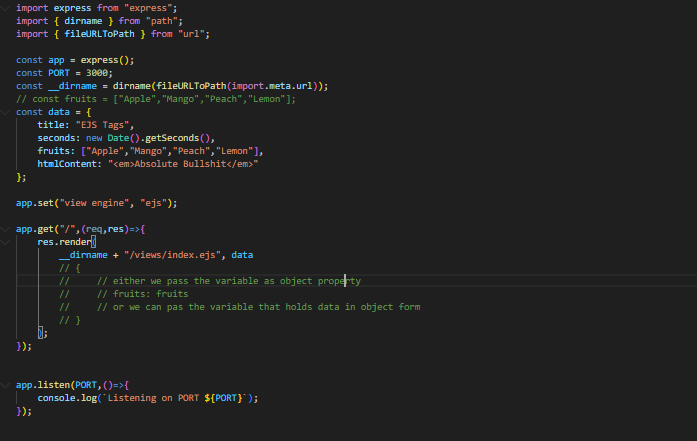 import express from "express";
import { dirname } from "path";
import { fileURLToPath } from "url";

const app = express();
const PORT = 3000;
const __dirname = dirname(fileURLToPath(import.meta.url));
// const fruits = ["Apple","Mango","Peach","Lemon"];
const data = {
    title: "EJS Tags",
    seconds: new Date().getSeconds(),
    fruits: ["Apple","Mango","Peach","Lemon"],
    htmlContent: "<em>Absolute Bullshit</em>"
};

app.set("view engine", "ejs");

app.get("/",(req,res)=>{
    res.render(
        __dirname + "/views/index.ejs", data
        // {
        //     // either we pass the variable as object property
        //     // fruits: fruits
        //     // or we can pas the variable that holds data in object form
        // }
    );
});

app.listen(PORT,()=>{
    console.log(`Listening on PORT ${PORT}`);
});